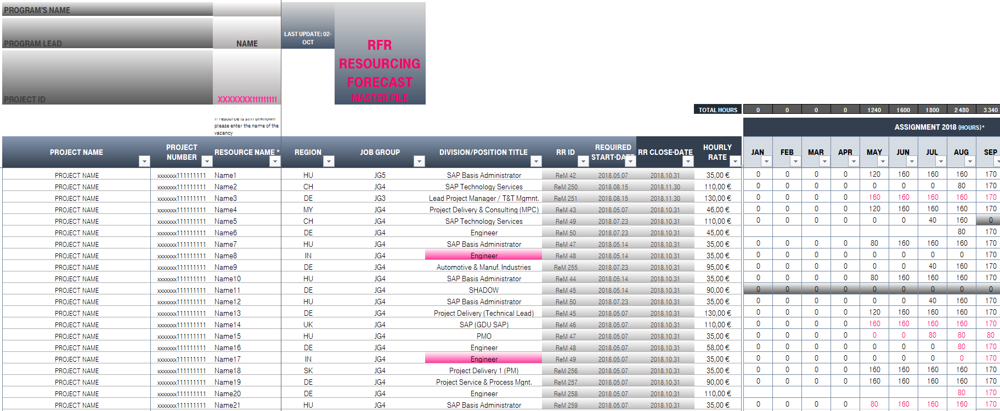 PROGRAM'S NAME
PROGRAM LEAD NAME
LAST UPDATE: 02-
OCT
RFR
RESOURCING
FORECAST
MASTER FILE
PROJECT ID XXXXXXX111111111
TOTAL HOURS 0 0 0 0 1 240 1 600 1 800 2 480 3 340
If resource is still unknown
please enter the name of the
vacancy
ASSIGNMENT 2018 (HOURS)*
PROJECT NAME PROJECT NUMBER RESOURCE NAME * REGION JOB GROUP DIVISION/POSITION TITLE RR ID REQUIRED START-DATE RR CLOSE-DATE HOURLY RATE JAN FEB MAR APR MAY JUN JUL AUG SEP
PROJECT NAME xxxxxxx111111111 Name1 HU JG5 SAP Basis Administrator ReM 42 2018.05.07 2018.10.31 35,00 € 0 0 0 0 120 160 160 160 170
PROJECT NAME xxxxxxx111111111 Name2 CH JG4 SAP Technology Services ReM 250 2018.08.15 2018.11.30 110,00 € 0 0 0 0 0 0 0 80 170
PROJECT NAME xxxxxxx111111111 Name3 DE JG3 Lead Project Manager / T&T Mgmnt. ReM 251 2018.08.15 2018.11.30 130,00 € 0 0 0 0 160 160 160 160 170
PROJECT NAME xxxxxxx111111111 Name4 MY JG4 Project Delivery & Consulting (MPC) ReM 43 2018.05.07 2018.10.31 46,00 € 0 0 0 0 120 160 160 160 170
PROJECT NAME xxxxxxx111111111 Name5 CH JG4 SAP Technology Services ReM 49 2018.07.23 2018.10.31 110,00 € 0 0 0 0 0 0 40 160 0
PROJECT NAME xxxxxxx111111111 Name6 DE JG4 Engineer ReM 50 2018.07.23 2018.10.31 45,00 € 80 170
PROJECT NAME xxxxxxx111111111 Name7 HU JG4 SAP Basis Administrator ReM 47 2018.05.14 2018.10.31 35,00 € 0 0 0 0 80 160 160 160 170
PROJECT NAME xxxxxxx111111111 Name8 IN JG4 Engineer ReM 48 2018.05.14 2018.10.31 35,00 € 0 0 0 0 0 0 0 0 170
PROJECT NAME xxxxxxx111111111 Name9 DE JG4 Automotive & Manuf. Industries ReM 255 2018.07.23 2018.10.31 95,00 € 0 0 0 0 0 0 40 160 170
PROJECT NAME xxxxxxx111111111 Name10 HU JG4 SAP Basis Administrator ReM 44 2018.05.14 2018.10.31 35,00 € 0 0 0 0 80 160 160 160 170
PROJECT NAME xxxxxxx111111111 Name11 DE JG4 SHADOW ReM 45 2018.05.14 2018.10.31 90,00 € 0 0 0 0 0 0 0 0 0
PROJECT NAME xxxxxxx111111111 Name12 HU JG4 SAP Basis Administrator ReM 50 2018.07.23 2018.10.31 35,00 € 0 0 0 0 0 0 40 160 170
PROJECT NAME xxxxxxx111111111 Name13 DE JG4 Project Delivery (Technical Lead) ReM 45 2018.05.07 2018.10.31 130,00 € 0 0 0 0 120 160 160 160 170
PROJECT NAME xxxxxxx111111111 Name14 UK JG4 SAP (GDU SAP) ReM 46 2018.05.07 2018.10.31 110,00 € 0 0 0 0 160 160 160 160 170
PROJECT NAME xxxxxxx111111111 Name15 HU JG4 PMO ReM 47 2018.05.07 2018.10.31 35,00 € 0 0 0 0 0 0 80 80 80
PROJECT NAME xxxxxxx111111111 Name16 DE JG4 Engineer ReM 48 2018.05.07 2018.10.31 58,00 € 0 0 0 0 0 0 0 80 170
PROJECT NAME xxxxxxx111111111 Name17 IN JG4 Engineer ReM 49 2018.05.07 2018.10.31 35,00 € 0 0 0 0 0 0 0 0 170
PROJECT NAME xxxxxxx111111111 Name18 SK JG4 Project Delivery 1 (PM) ReM 256 2018.05.07 2018.10.31 35,00 € 0 0 0 0 160 160 160 160 170
PROJECT NAME xxxxxxx111111111 Name19 DE JG4 Project Service & Process Mgnt. ReM 257 2018.05.07 2018.10.31 90,00 € 0 0 0 0 160 160 160 160 170
PROJECT NAME xxxxxxx111111111 Name20 DE JG4 Engineer ReM 258 2018.05.07 2018.10.31 110,00 € 80 170
PROJECT NAME xxxxxxx111111111 Name21 HU JG4 SAP Basis Administrator ReM 259 2018.05.07 2018.10.31 35,00 € 0 0 0 0 80 160 160 160 170